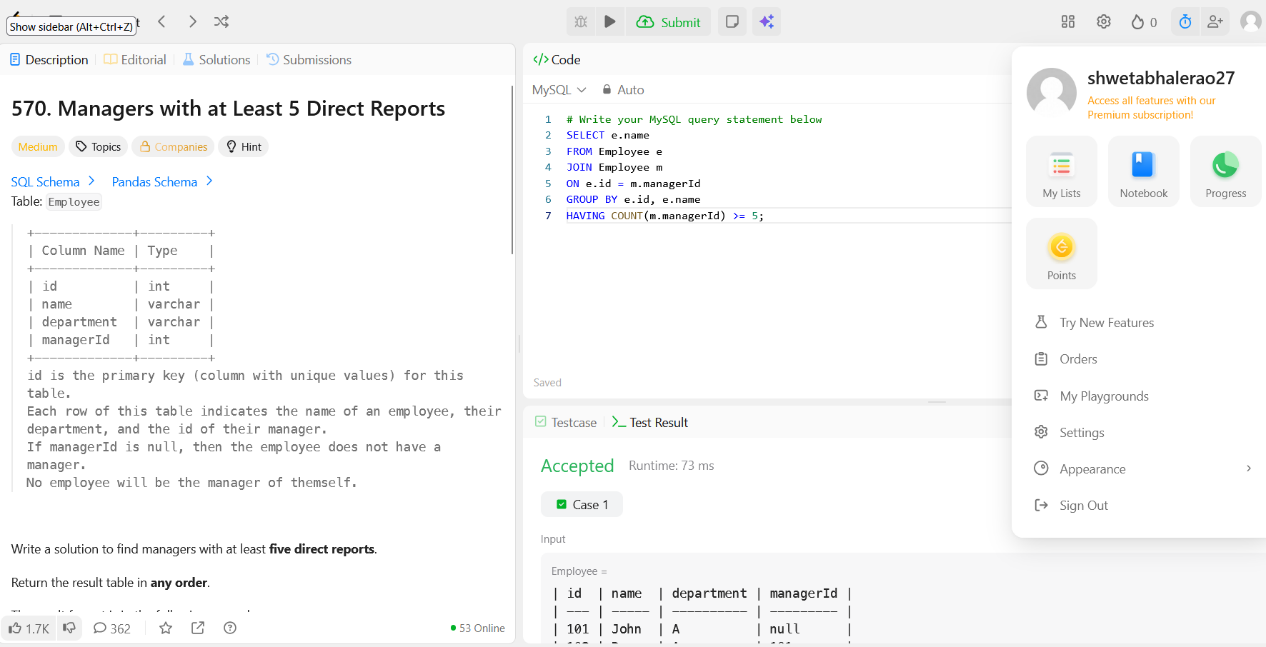 Show sidebar (Alt+Ctrl+Z)
Submit
0
Description
Editorial
Solutions
Submissions
570. Managers with at Least 5 Direct Reports
Medium
Topics
Companies
Hint
SQL Schema
Pandas Schema
Table: Employee
+-------------+---------+
| Column Name | Type    |
+-------------+---------+
| id          | int     |
| name        | varchar |
| department  | varchar |
| managerId   | int     |
+-------------+---------+
id is the primary key (column with unique values) for this
table.
Each row of this table indicates the name of an employee, their
department, and the id of their manager.
If managerId is null, then the employee does not have a
manager.
No employee will be the manager of themself.
Write a solution to find managers with at least five direct reports.
Return the result table in any order.
1.7K
362
53 Online
</> Code
MySQL
Auto
1 # Write your MySQL query statement below
2 SELECT e.name
3 FROM Employee e
4 JOIN Employee m
5 ON e.id = m.managerId
6 GROUP BY e.id, e.name
7 HAVING COUNT(m.managerId) >= 5;
Saved
Testcase
Test Result
Accepted
Runtime: 73 ms
Case 1
Input
Employee =
| id | name | department | managerId |
| --- | ----- | ---------- | --------- |
| 101 | John | A | null |
shwetabhalerao27
Access all features with our
Premium subscription!
My Lists
Notebook
Progress
Points
Try New Features
Orders
My Playgrounds
Settings
Appearance
Sign Out